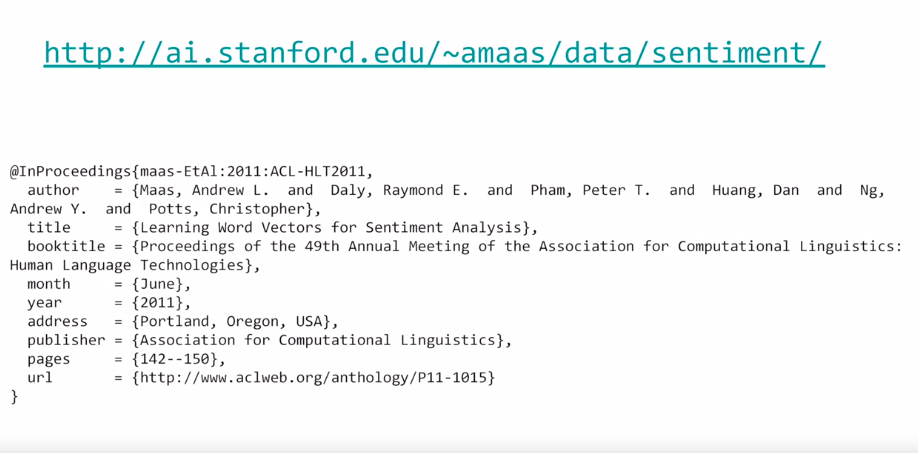 http://ai.stanford.edu/~amaas/data/sentiment/
@InProceedings{maas-EtAl:2011:ACL-HLT2011,
  author    = {Maas, Andrew L.  and  Daly, Raymond E.  and  Pham, Peter T.  and  Huang, Dan  and  Ng,
Andrew Y.  and  Potts, Christopher},
  title     = {Learning Word Vectors for Sentiment Analysis},
  booktitle = {Proceedings of the 49th Annual Meeting of the Association for Computational Linguistics:
Human Language Technologies},
  month     = {June},
  year      = {2011},
  address   = {Portland, Oregon, USA},
  publisher = {Association for Computational Linguistics},
  pages     = {142--150},
  url       = {http://www.aclweb.org/anthology/P11-1015}
}